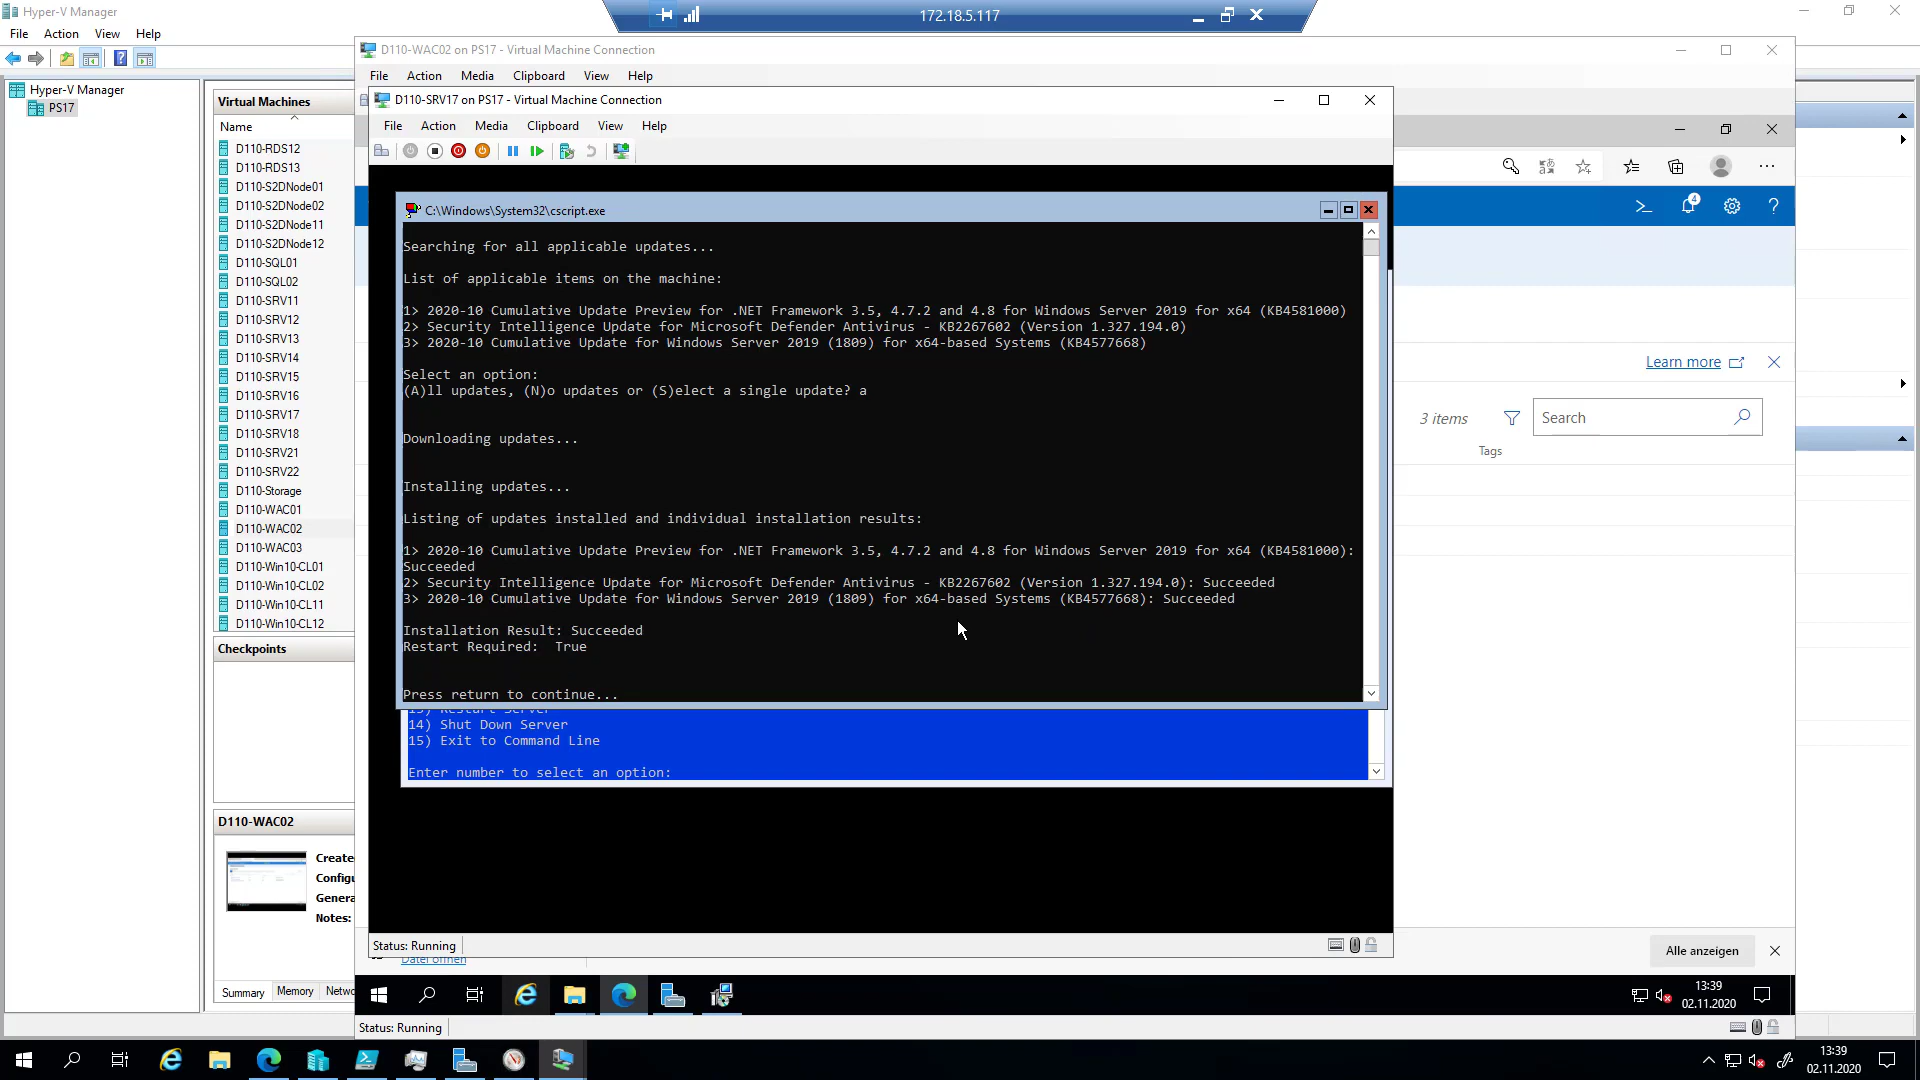 Hyper-V Manager
File Action View Help
172.18.5.117
Hyper-V Manager
PS17
Virtual Machines
Name
D110-RDS12
D110-RDS13
D110-S2DNode01
D110-S2DNode02
D110-S2DNode11
D110-S2DNode12
D110-SQL01
D110-SQL02
D110-SRV11
D110-SRV12
D110-SRV13
D110-SRV14
D110-SRV15
D110-SRV16
D110-SRV17
D110-SRV18
D110-SRV21
D110-SRV22
D110-Storage
D110-WAC01
D110-WAC02
D110-WAC03
D110-Win10-CL01
D110-Win10-CL02
D110-Win10-CL11
D110-Win10-CL12
Checkpoints
D110-WAC02
Create
Configu
Genera
Notes:
Summary Memory Netwo
D110-WAC02 on PS17 - Virtual Machine Connection
File Action Media Clipboard View Help
D110-SRV17 on PS17 - Virtual Machine Connection
File Action Media Clipboard View Help
C:\Windows\System32\cscript.exe
Searching for all applicable updates...
List of applicable items on the machine:
1> 2020-10 Cumulative Update Preview for .NET Framework 3.5, 4.7.2 and 4.8 for Windows Server 2019 for x64 (KB4581000)
2> Security Intelligence Update for Microsoft Defender Antivirus - KB2267602 (Version 1.327.194.0)
3> 2020-10 Cumulative Update for Windows Server 2019 (1809) for x64-based Systems (KB4577668)
Select an option:
(A)ll updates, (N)o updates or (S)elect a single update? a
Downloading updates...
Installing updates...
Listing of updates installed and individual installation results:
1> 2020-10 Cumulative Update Preview for .NET Framework 3.5, 4.7.2 and 4.8 for Windows Server 2019 for x64 (KB4581000):
Succeeded
2> Security Intelligence Update for Microsoft Defender Antivirus - KB2267602 (Version 1.327.194.0): Succeeded
3> 2020-10 Cumulative Update for Windows Server 2019 (1809) for x64-based Systems (KB4577668): Succeeded
Installation Result: Succeeded
Restart Required: True
Press return to continue...
13) Restart Server
14) Shut Down Server
15) Exit to Command Line
Enter number to select an option:
Status: Running
4
?
Learn more
3 items
Search
Tags
Datei öffnen
Alle anzeigen
13:39
02.11.2020
Status: Running
13:39
02.11.2020